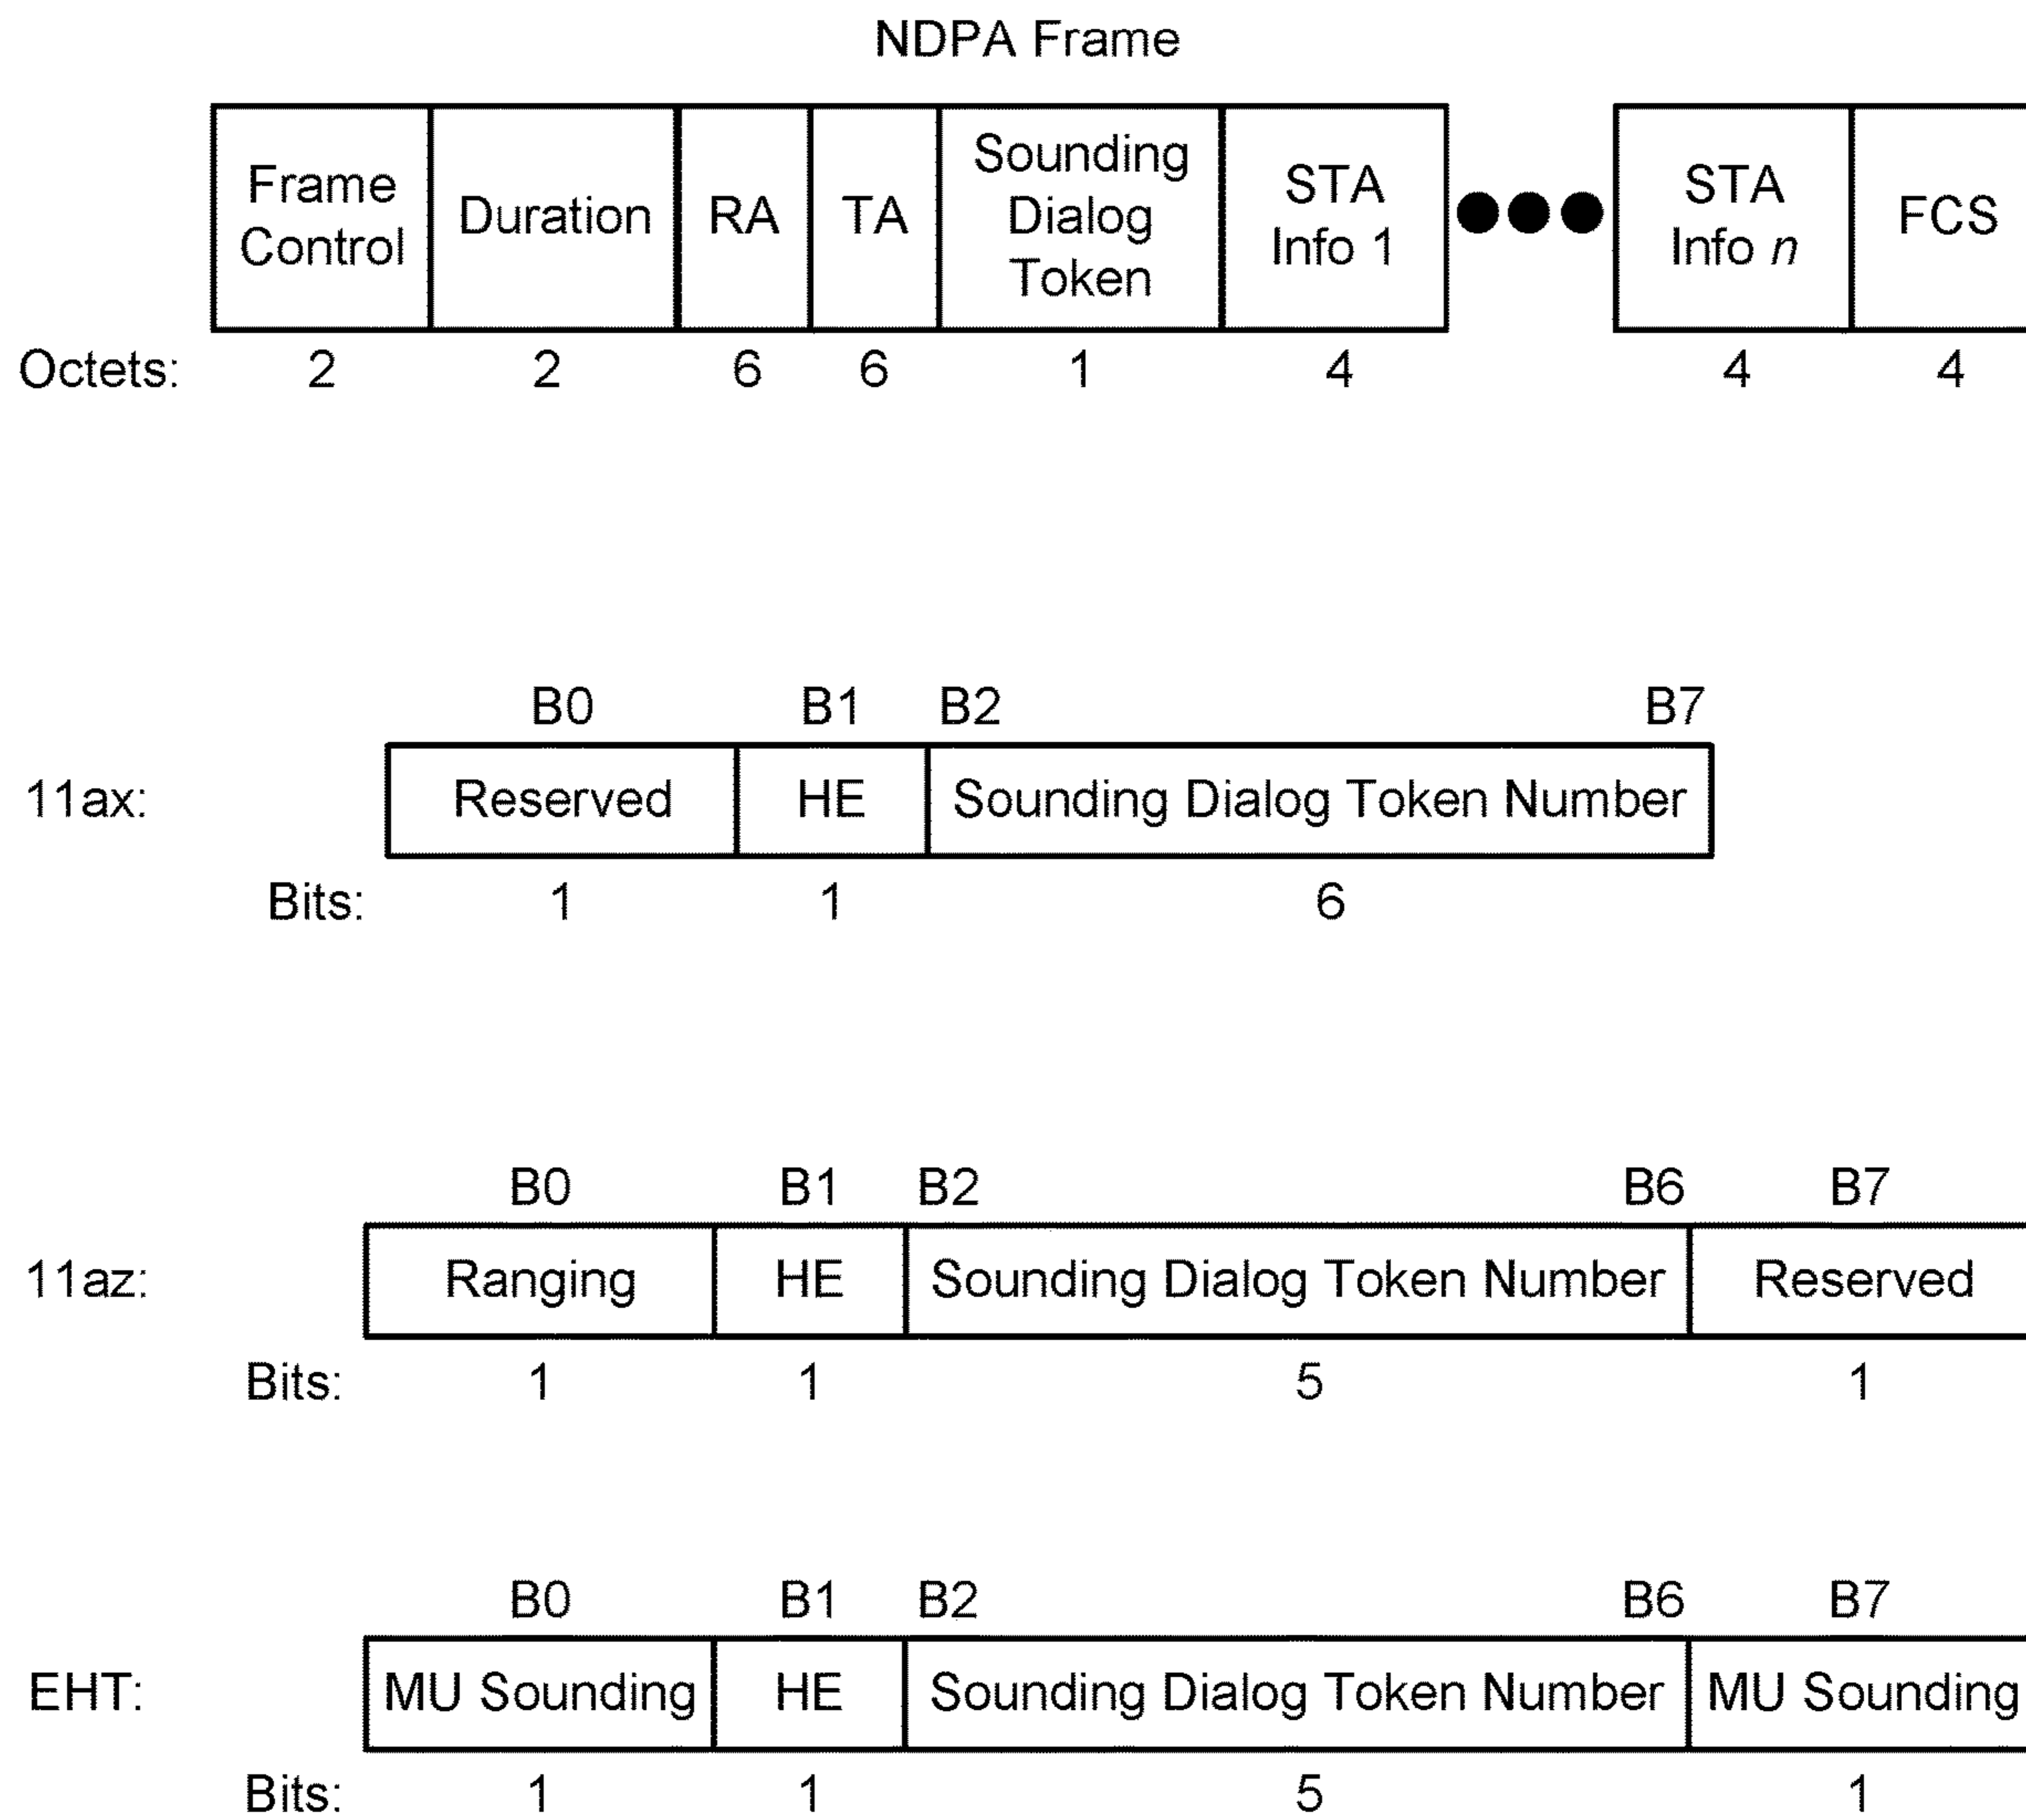 NDPA Frame
Frame Control Duration RA TA Sounding Dialog Token STA Info 1 STA Info n FCS
Octets: 2 2 6 6 1 4 4 4
B0 B1 B2 B7
11ax: Reserved HE Sounding Dialog Token Number
Bits: 1 1 6
B0 B1 B2 B6 B7
11az: Ranging HE Sounding Dialog Token Number Reserved
Bits: 1 1 5 1
B0 B1 B2 B6 B7
EHT: MU Sounding HE Sounding Dialog Token Number MU Sounding
Bits: 1 1 5 1